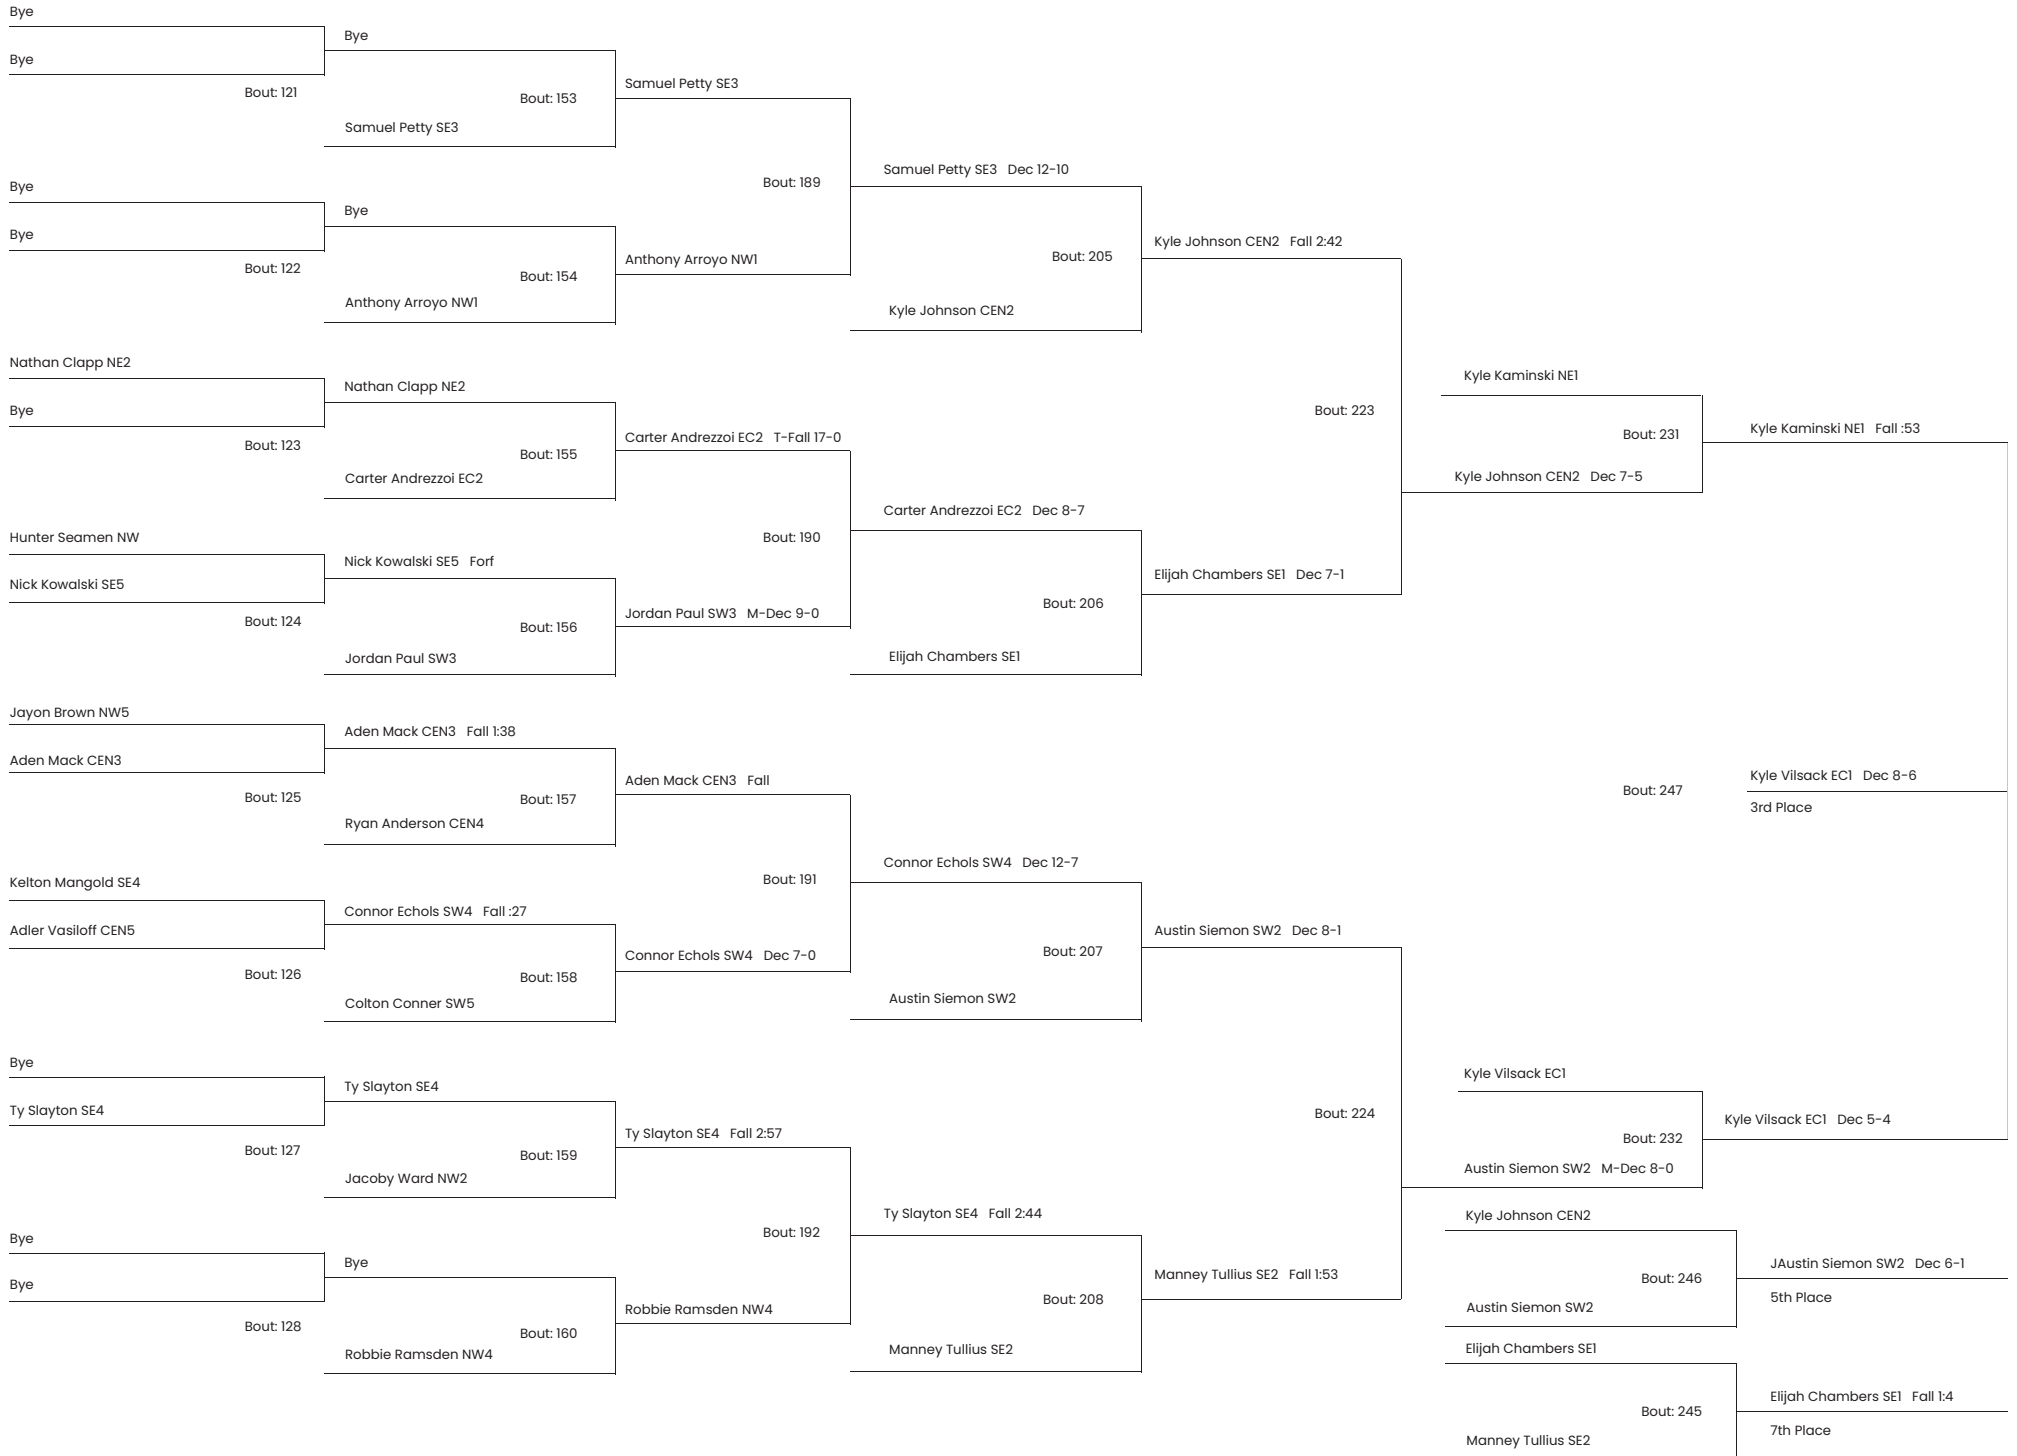 Bye
Bye
Bout: 121
Bye
Bye
Bout: 122
Nathan Clapp NE2
Bye
Bout: 123
Hunter Seamen NW
Nick Kowalski SE5
Bout: 124
Jayon Brown NW5
Aden Mack CEN3
Bout: 125
Kelton Mangold SE4
Adler Vasiloff CEN5
Bout: 126
Bye
Ty Slayton SE4
Bout: 127
Bye
Bye
Bout: 128
Bye
Bout: 153
Samuel Petty SE3
Bye
Bout: 154
Anthony Arroyo NW1
Nathan Clapp NE2
Bout: 155
Carter Andrezzoi EC2
Nick Kowalski SE5 Forf
Bout: 156
Jordan Paul SW3
Aden Mack CEN3 Fall 1:38
Bout: 157
Ryan Anderson CEN4
Connor Echols SW4 Fall :27
Bout: 158
Colton Conner SW5
Ty Slayton SE4
Bout: 159
Jacoby Ward NW2
Bye
Bout: 160
Robbie Ramsden NW4
Samuel Petty SE3
Bout: 189
Anthony Arroyo NW1
Carter Andrezzoi EC2 T-Fall 17-0
Bout: 190
Jordan Paul SW3 M-Dec 9-0
Aden Mack CEN3 Fall
Bout: 191
Connor Echols SW4 Dec 7-0
Ty Slayton SE4 Fall 2:57
Bout: 192
Robbie Ramsden NW4
Samuel Petty SE3 Dec 12-10
Bout: 205
Kyle Johnson CEN2
Carter Andrezzoi EC2 Dec 8-7
Bout: 206
Elijah Chambers SE1
Connor Echols SW4 Dec 12-7
Bout: 207
Austin Siemon SW2
Ty Slayton SE4 Fall 2:44
Bout: 208
Manney Tullius SE2
Kyle Johnson CEN2 Fall 2:42
Bout: 223
Elijah Chambers SE1 Dec 7-1
Austin Siemon SW2 Dec 8-1
Bout: 224
Manney Tullius SE2 Fall 1:53
Kyle Kaminski NE1
Bout: 231
Kyle Johnson CEN2 Dec 7-5
Kyle Vilsack EC1
Bout: 232
Austin Siemon SW2 M-Dec 8-0
Kyle Kaminski NE1 Fall :53
Bout: 247
Kyle Vilsack EC1 Dec 8-6
3rd Place
Kyle Vilsack EC1 Dec 5-4
Kyle Johnson CEN2
Bout: 246
Austin Siemon SW2
JAustin Siemon SW2 Dec 6-1
5th Place
Elijah Chambers SE1
Bout: 245
Manney Tullius SE2
Elijah Chambers SE1 Fall 1:4
7th Place